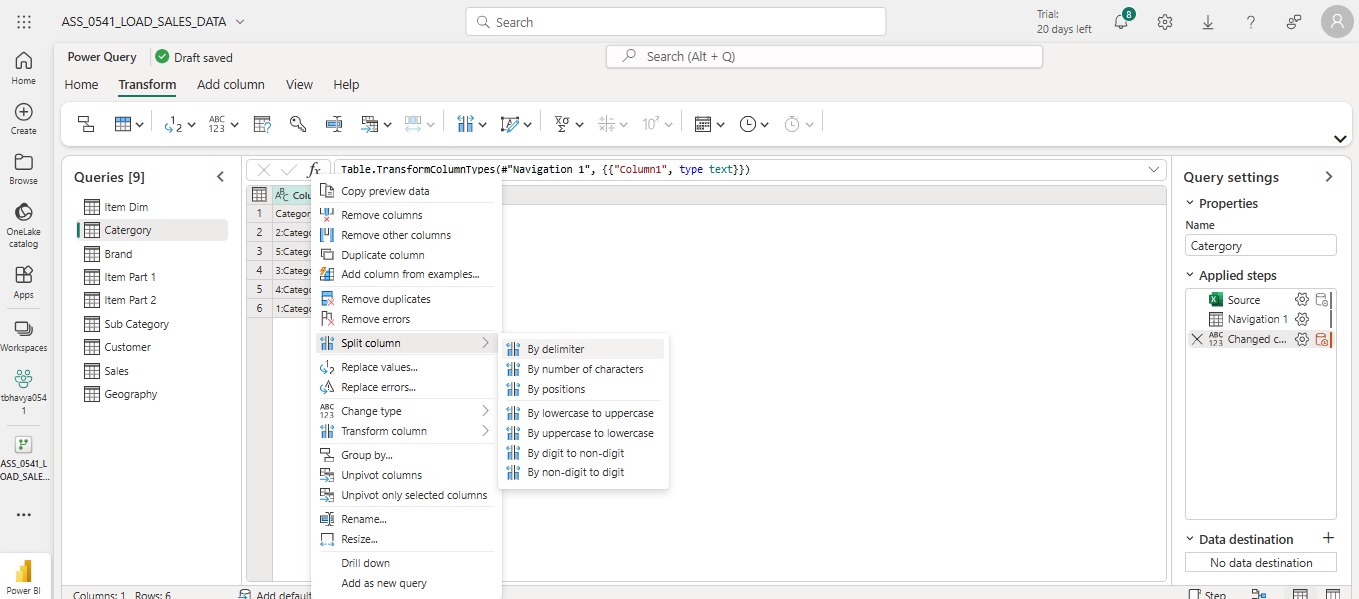 ASS_0541_LOAD_SALES_DATA
Search
Trial:
20 days left
8
Power Query
Draft saved
Search (Alt + Q)
Home
Transform
Add column
View
Help
Home
Create
Browse
OneLake
catalog
Apps
Workspaces
tbhavya054
1
ASS_0541_L
OAD_SALE...
Power BI
Queries [9]
Item Dim
Catergory
Brand
Item Part 1
Item Part 2
Sub Category
Customer
Sales
Geography
fx
Table.TransformColumnTypes(#"Navigation 1", {{"Column1", type text}})
ABC Colu
1 Categor
2 2:Catego
3 5:Catego
4 3:Catego
5 4:Catego
6 1:Catego
Copy preview data
Remove columns
Remove other columns
Duplicate column
Add column from examples...
Remove duplicates
Remove errors
Split column
Replace values...
Replace errors...
Change type
Transform column
Group by...
Unpivot columns
Unpivot only selected columns
Rename...
Resize...
Drill down
Add as new query
By delimiter
By number of characters
By positions
By lowercase to uppercase
By uppercase to lowercase
By digit to non-digit
By non-digit to digit
Query settings
Properties
Name
Catergory
Applied steps
Source
Navigation 1
ABC
123
Changed c...
Data destination
No data destination
Columns: 1 Rows: 6
Add default
Step